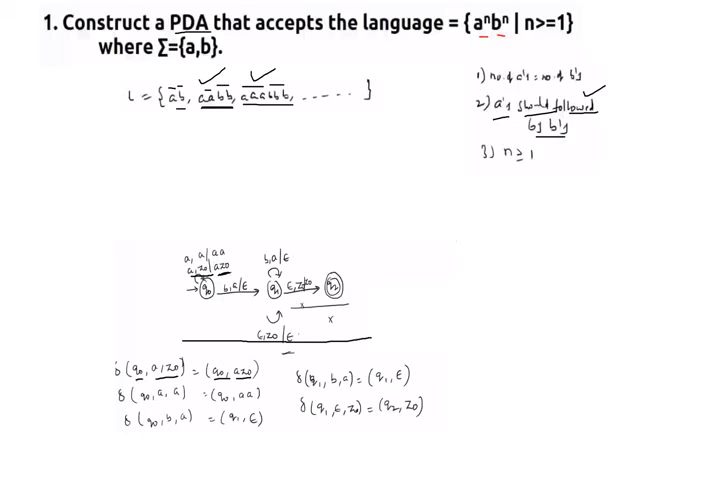 1. Construct a PDA that accepts the language = {aⁿbⁿ | n>=1}
where Σ={a,b}.
L = { ab, aabb, aaabbb, ...... }
1) no. of a's = no. of b's
2) a's should followed
by b's
3) n ≥ 1
a, a/aa
a, z0/az0
b,a/ε
→ q0 b,a/ε q1 ε, z0/z0 q2
x
x
ε, z0/ε
δ(q0, a, z0) = (q0, az0)
δ(q0, a, a) = (q0, aa)
δ(q0, b, a) = (q1, ε)
δ(q1, b, a) = (q1, ε)
δ(q1, ε, z0) = (q2, z0)